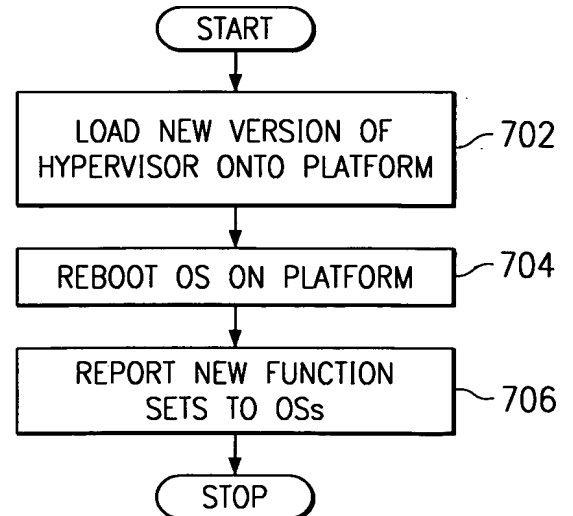 START
LOAD NEW VERSION OF
HYPERVISOR ONTO PLATFORM
702
REBOOT OS ON PLATFORM
704
REPORT NEW FUNCTION
SETS TO OSs
706
STOP